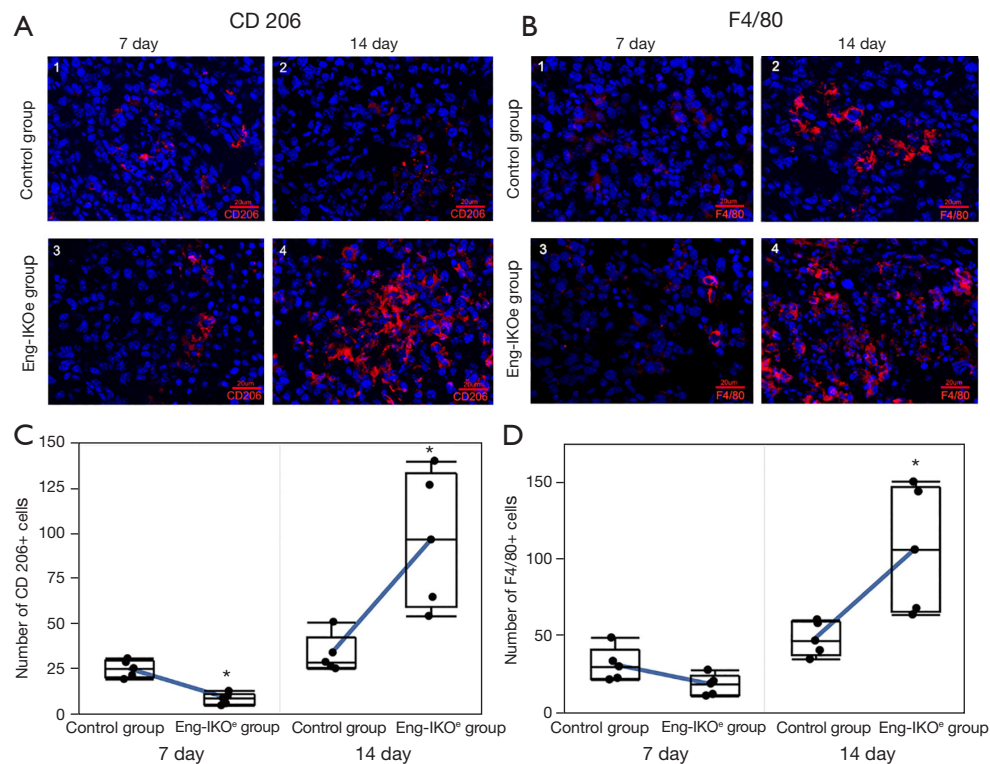 A
CD 206
7 day
14 day
Control group
Eng-IKOe group
1
20um
CD206
2
20um
CD206
3
20um
CD206
4
20um
CD206
B
F4/80
7 day
14 day
Control group
Eng-IKOe group
1
20um
F4/80
2
20um
F4/80
3
20um
F4/80
4
20um
F4/80
C
Number of CD 206+ cells
150
100
75
50
25
0
*
*
Control group
Eng-IKOᵉ group
Control group
Eng-IKOᵉ group
7 day
14 day
D
Number of F4/80+ cells
150
100
50
0
*
Control group
Eng-IKOᵉ group
Control group
Eng-IKOᵉ group
7 day
14 day